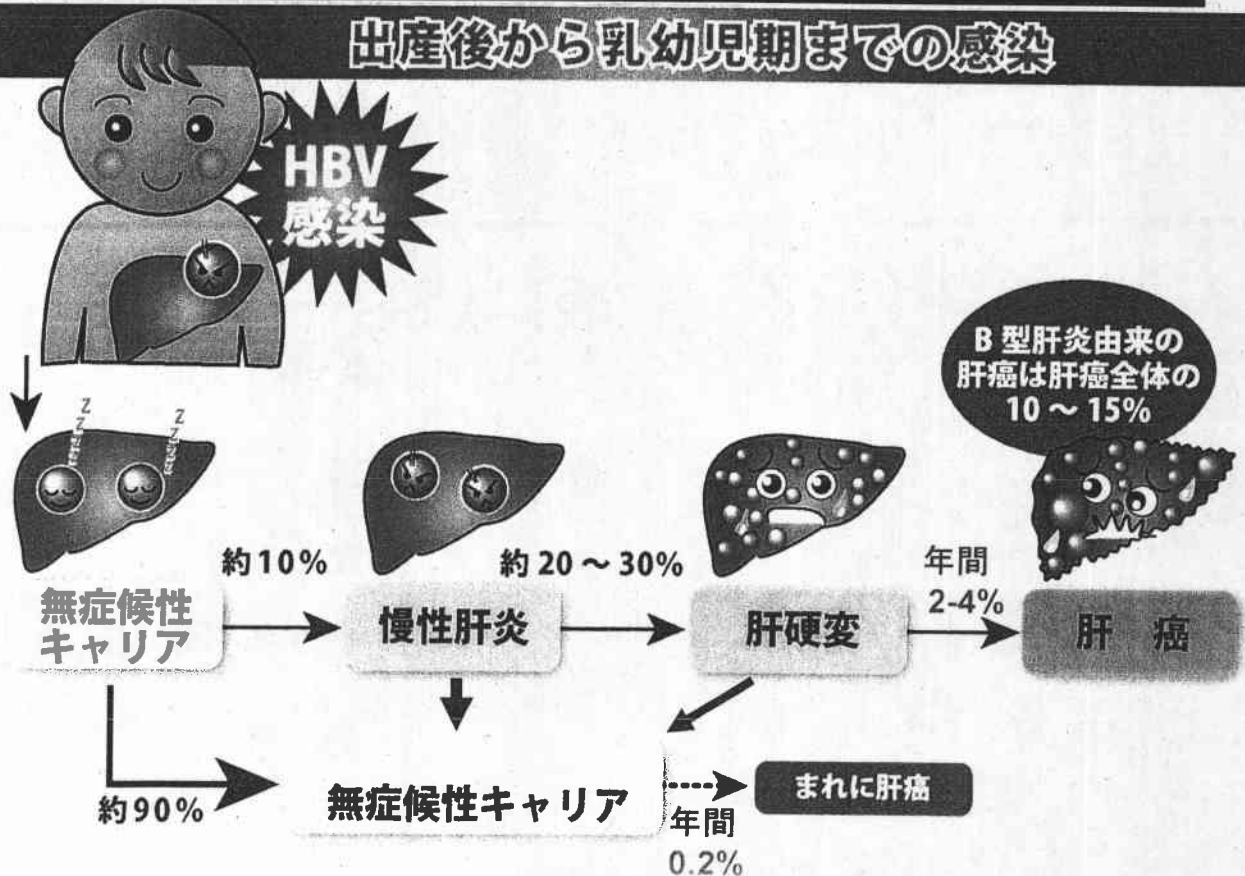 出産後から乳幼児期までの感染
HBV
感染
B型肝炎由来の
肝癌は肝癌全体の
10～15%
z
z
z
z
z
z
z
z
z
z
約10%
約20～30%
年間
2-4%
無症候性
キャリア
慢性肝炎
肝硬変
肝 癌
約90%
無症候性キャリア
年間
0.2%
まれに肝癌